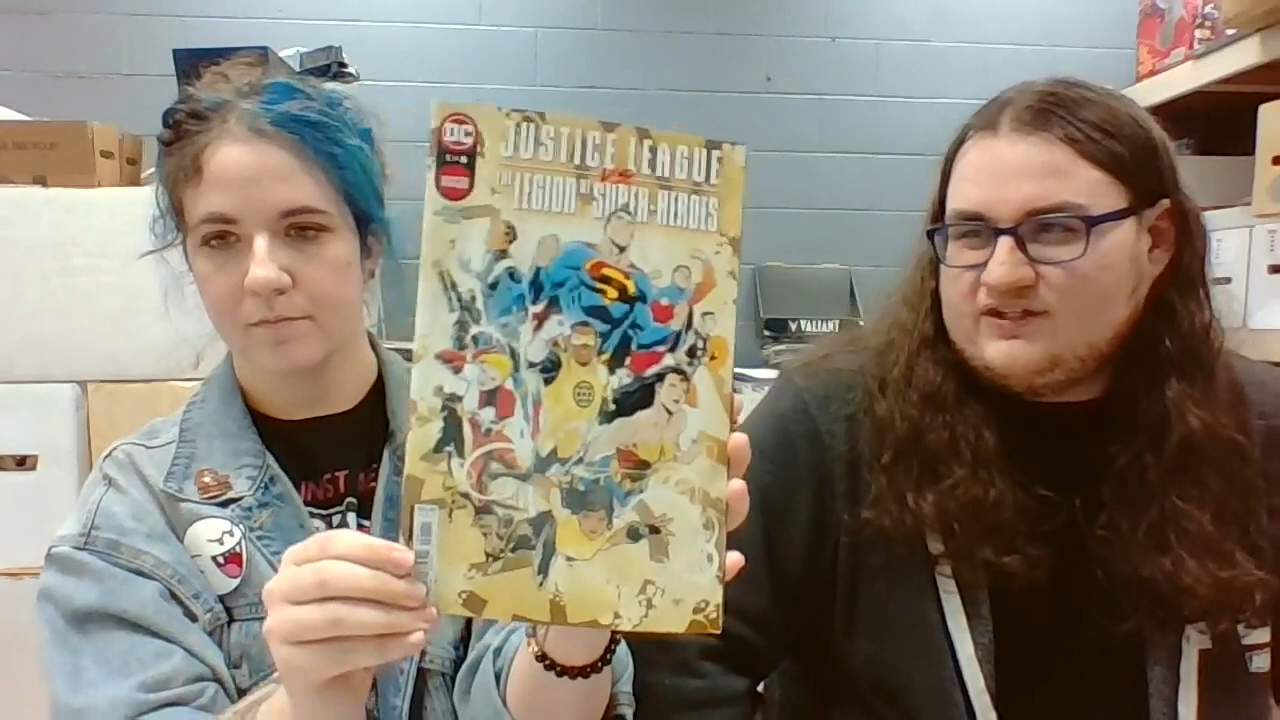 DC
JUSTICE LEAGUE
VS.
THE LEGION OF SUPER-HEROES
VALIANT